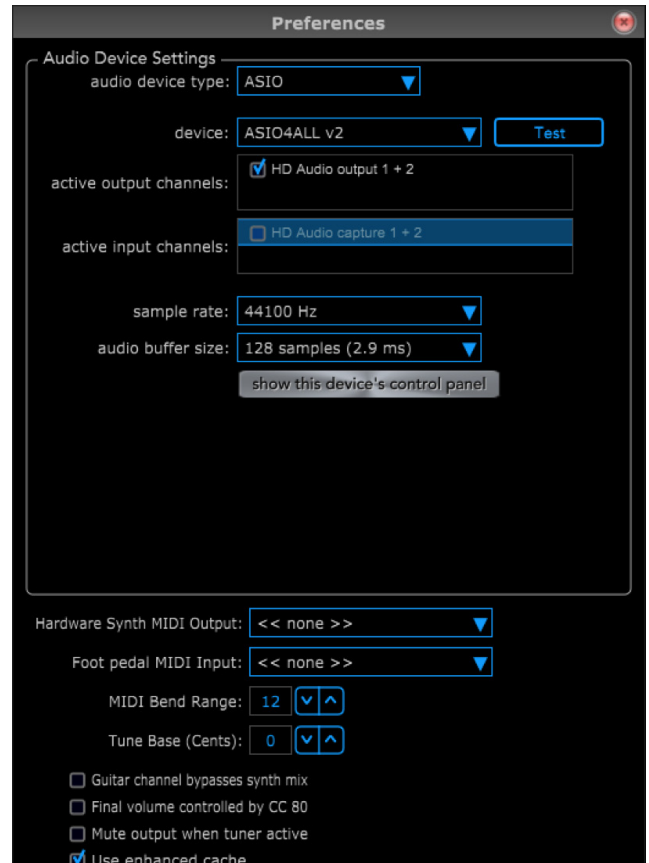 Preferences
Audio Device Settings
audio device type: ASIO
device: ASIO4ALL v2 Test
active output channels: HD Audio output 1 + 2
active input channels: HD Audio capture 1 + 2
sample rate: 44100 Hz
audio buffer size: 128 samples (2.9 ms)
show this device's control panel
Hardware Synth MIDI Output: << none >>
Foot pedal MIDI Input: << none >>
MIDI Bend Range: 12
Tune Base (Cents): 0
Guitar channel bypasses synth mix
Final volume controlled by CC 80
Mute output when tuner active
Use enhanced cache